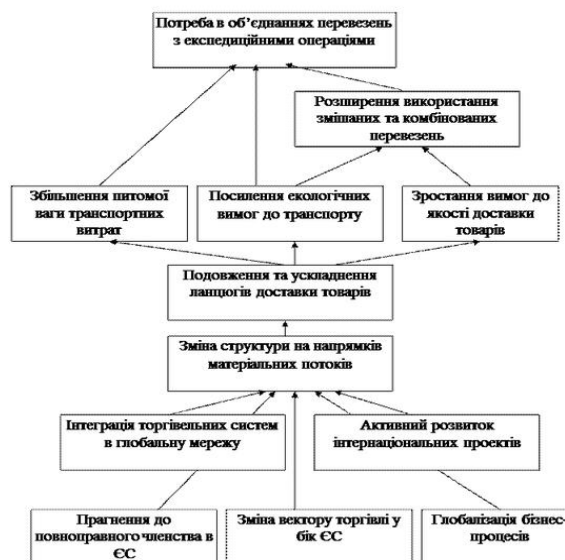 Потреба в об’єднаннях перевезень
з експедиційними операціями
Розширення використання
змішаних та комбінованих
перевезень
Збільшення питомої
ваги транспортних
витрат
Посилення екологічних
вимог до транспорту
Зростання вимог до
якості доставки
товарів
Подовження та ускладнення
ланцюгів доставки товарів
Зміна структури на напрямків
матеріальних потоків
Інтеграція торгівельних систем
в глобальну мережу
Активний розвиток
інтернаціональних проектів
Прагнення до
повноправного членства в
ЄС
Зміна вектору торгівлі у
бік ЄС
Глобалізація бізнес-
процесів